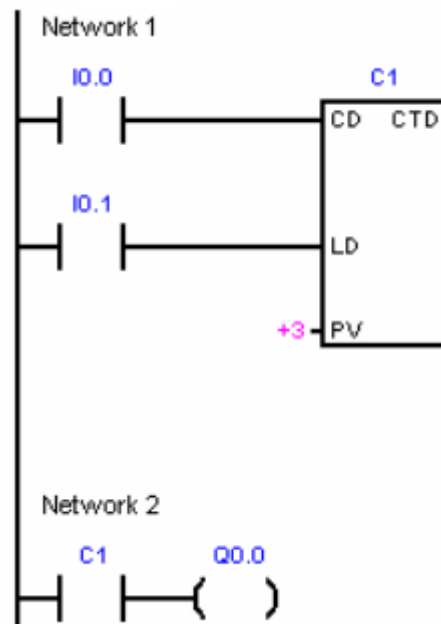 Network 1
I0.0
C1
CD CTD
I0.1
LD
+3 PV
Network 2
C1 Q0.0